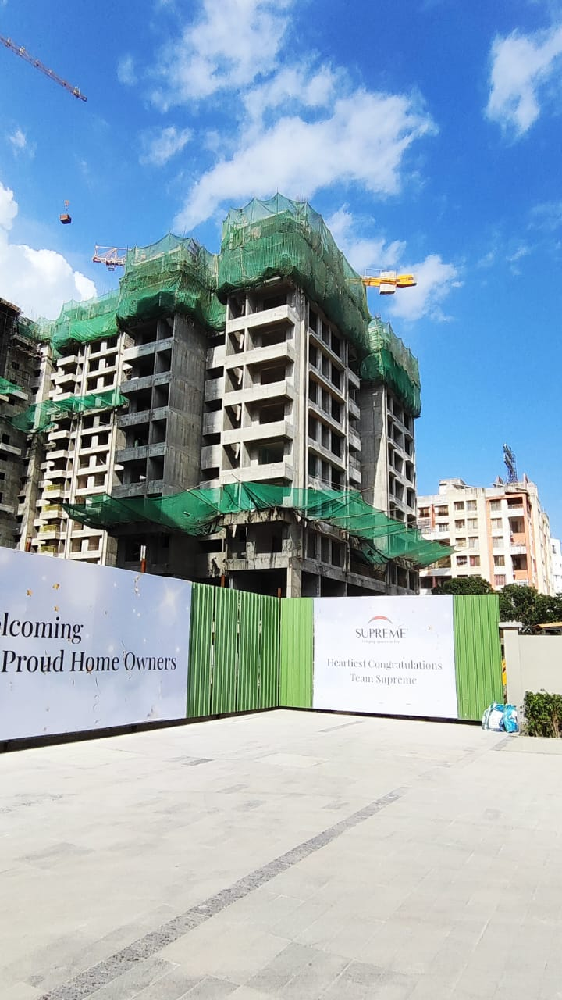 lcoming
Proud Home Owners
SUPREME
Heartiest Congratulations
Team Supreme